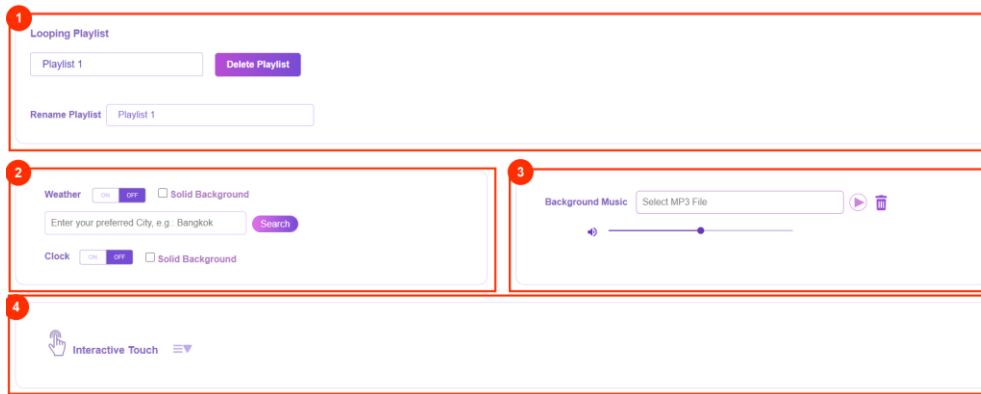 1
Looping Playlist
Playlist 1
Delete Playlist
Rename Playlist Playlist 1
2
Weather ON OFF Solid Background
Enter your preferred City, e.g.: Bangkok Search
Clock ON OFF Solid Background
3
Background Music Select MP3 File
4
Interactive Touch